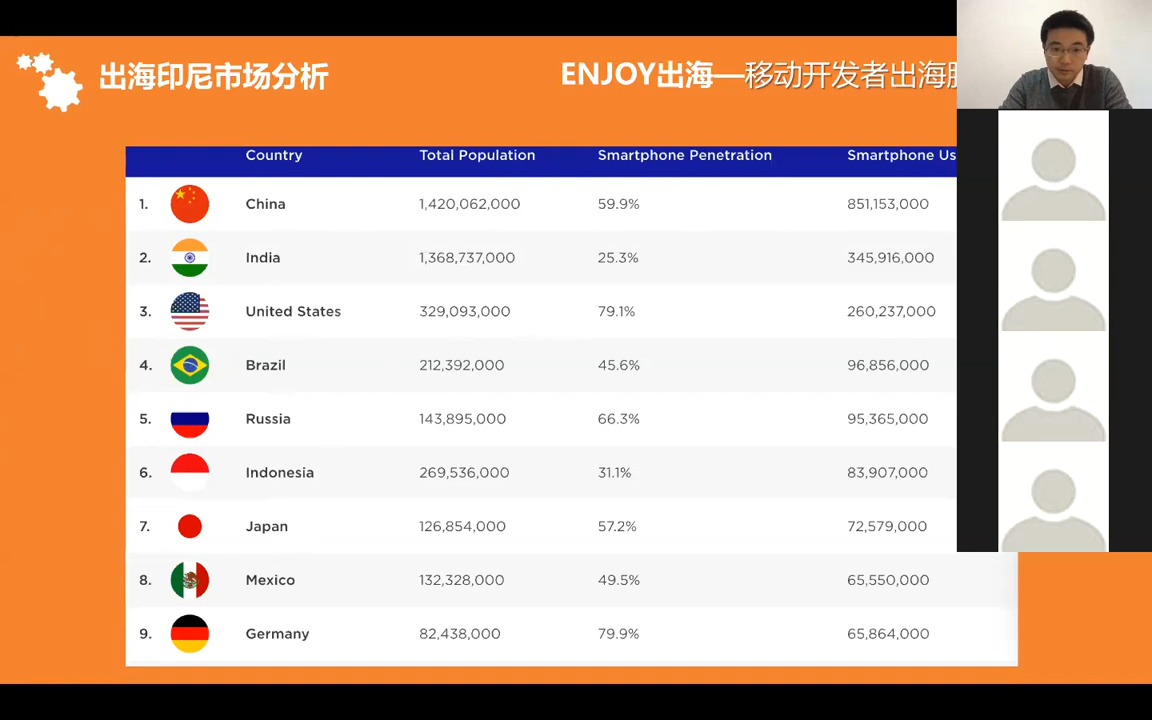 出海印尼市场分析
ENJOY出海—移动开发者出海
Country Total Population Smartphone Penetration Smartphone
1. China 1,420,062,000 59.9% 851,153,000
2. India 1,368,737,000 25.3% 345,916,000
3. United States 329,093,000 79.1% 260,237,000
4. Brazil 212,392,000 45.6% 96,856,000
5. Russia 143,895,000 66.3% 95,365,000
6. Indonesia 269,536,000 31.1% 83,907,000
7. Japan 126,854,000 57.2% 72,579,000
8. Mexico 132,328,000 49.5% 65,550,000
9. Germany 82,438,000 79.9% 65,864,000